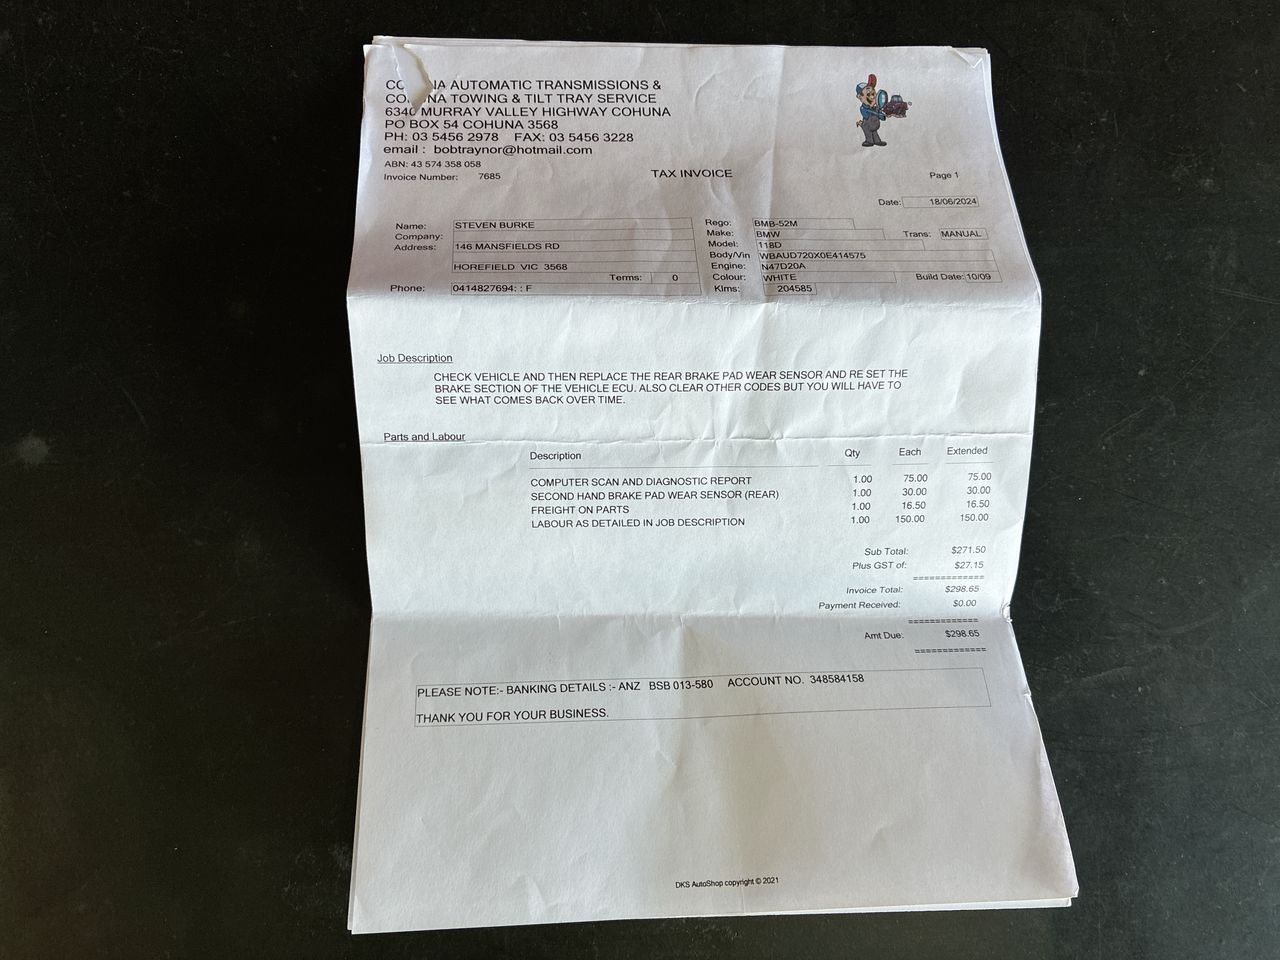 CO NA AUTOMATIC TRANSMISSIONS &
CO NA TOWING & TILT TRAY SERVICE
6340 MURRAY VALLEY HIGHWAY COHUNA
PO BOX 54 COHUNA 3568
PH: 03 5456 2978 FAX: 03 5456 3228
email : bobtraynor@hotmail.com
ABN: 43 574 358 058
Invoice Number: 7685 TAX INVOICE Page 1
Date: 18/06/2024
Name: STEVEN BURKE Rego: BMB-52M
Company: Make: BMW Trans: MANUAL
Address: 146 MANSFIELDS RD Model: 118D
Body/Vin WBAUD720X0E414575
HOREFIELD VIC 3568 Engine: N47D20A
Terms: 0 Colour: WHITE Build Date: 10/09
Phone: 0414827694: : F Klms: 204585
Job Description
CHECK VEHICLE AND THEN REPLACE THE REAR BRAKE PAD WEAR SENSOR AND RE SET THE
BRAKE SECTION OF THE VEHICLE ECU. ALSO CLEAR OTHER CODES BUT YOU WILL HAVE TO
SEE WHAT COMES BACK OVER TIME.
Parts and Labour
Description Qty Each Extended
COMPUTER SCAN AND DIAGNOSTIC REPORT 1.00 75.00 75.00
SECOND HAND BRAKE PAD WEAR SENSOR (REAR) 1.00 30.00 30.00
FREIGHT ON PARTS 1.00 16.50 16.50
LABOUR AS DETAILED IN JOB DESCRIPTION 1.00 150.00 150.00
Sub Total: $271.50
Plus GST of: $27.15
=============
Invoice Total: $298.65
Payment Received: $0.00
=============
Amt Due: $298.65
=============
PLEASE NOTE:- BANKING DETAILS :- ANZ BSB 013-580 ACCOUNT NO. 348584158
THANK YOU FOR YOUR BUSINESS.
DKS AutoShop copyright © 2021